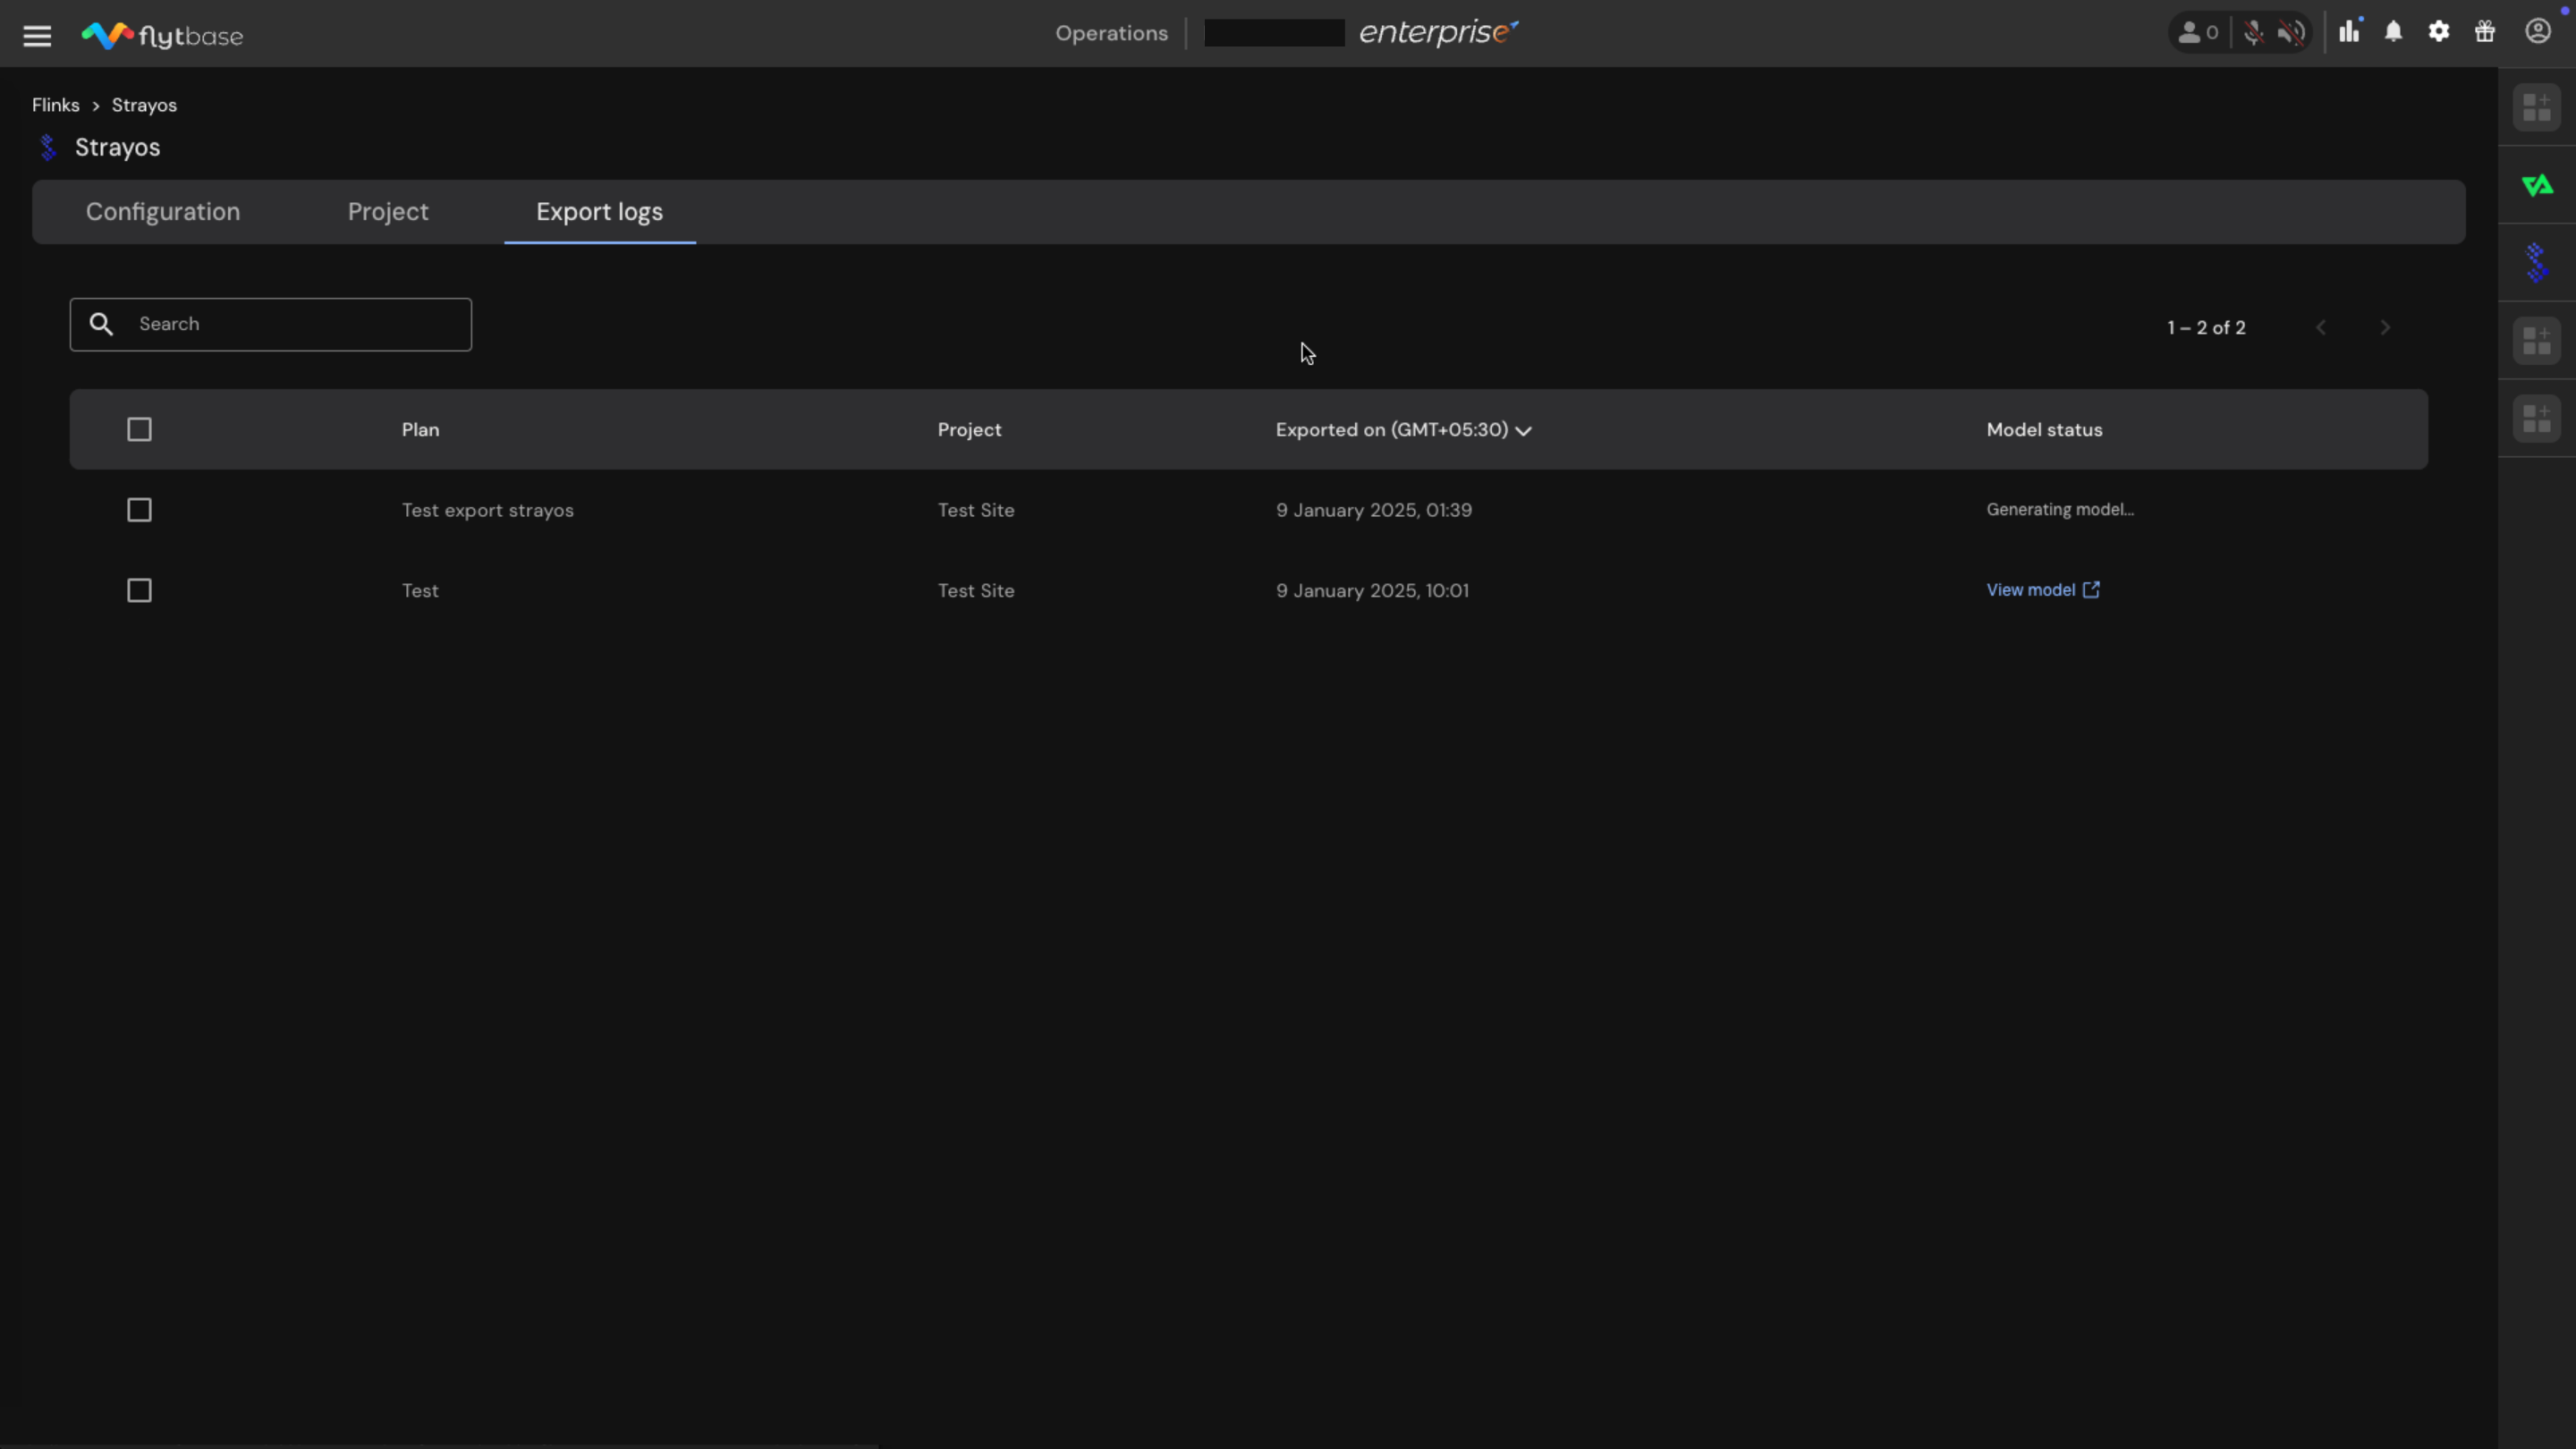 flytbase
Operations
enterprise
0
Flinks > Strayos
Strayos
Configuration
Project
Export logs
Search
1 – 2 of 2
Plan
Project
Exported on (GMT+05:30)
Model status
Test export strayos
Test Site
9 January 2025, 01:39
Generating model...
Test
Test Site
9 January 2025, 10:01
View model